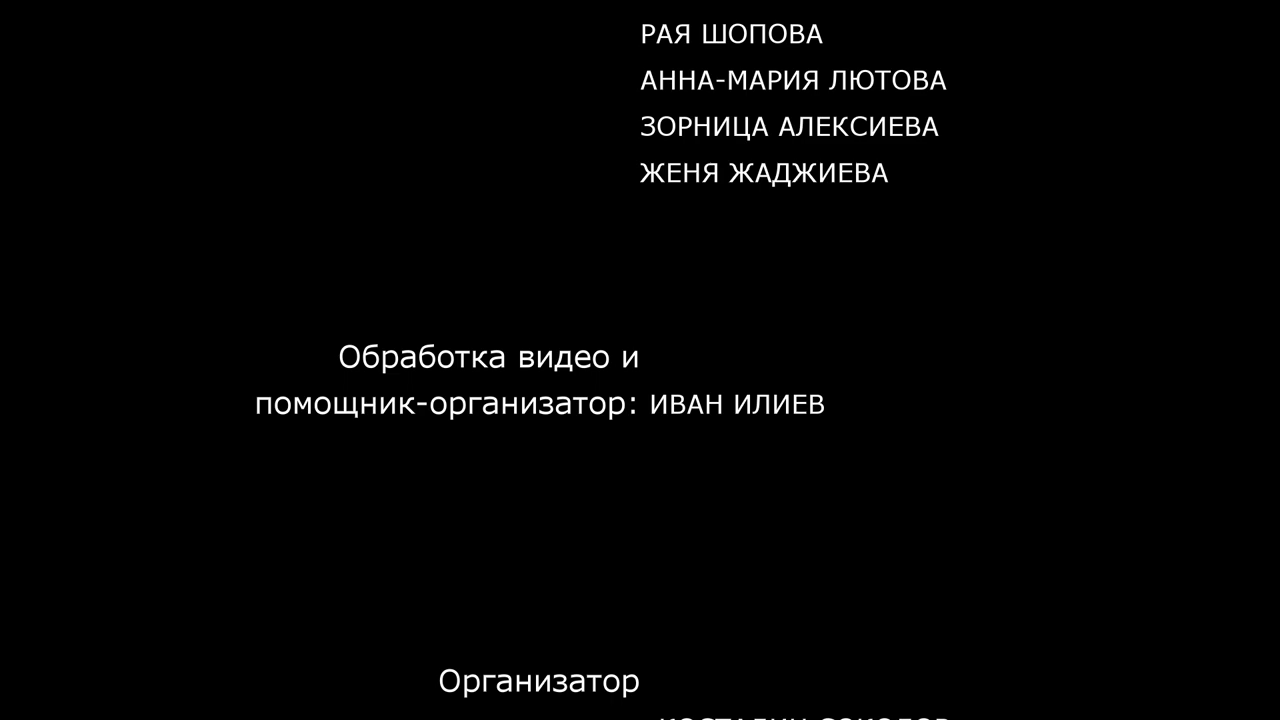 РАЯ ШОПОВА
АННА-МАРИЯ ЛЮТОВА
ЗОРНИЦА АЛЕКСИЕВА
ЖЕНЯ ЖАДЖИЕВА
Обработка видео и
помощник-организатор: ИВАН ИЛИЕВ
Организатор